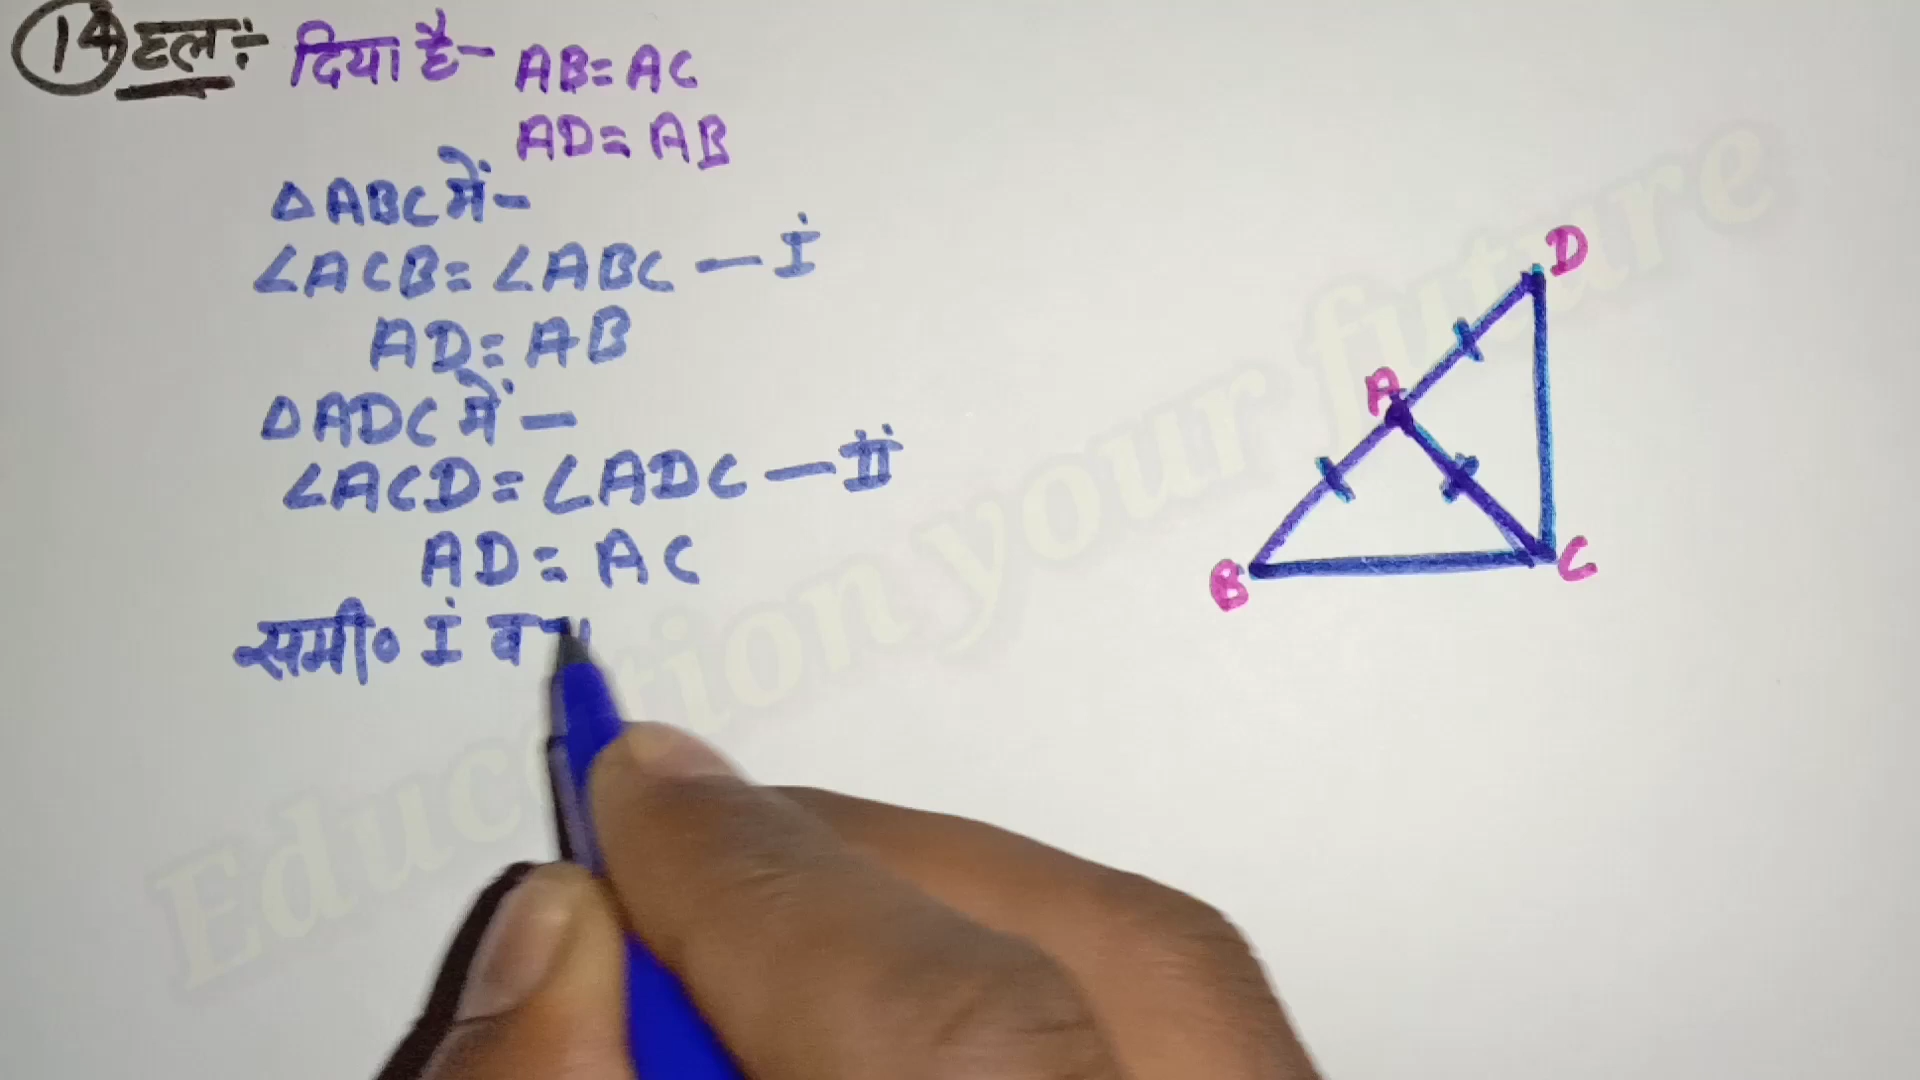 14 हल:- दिया है- AB=AC
AD=AB
△ABC में-
∠ACB=∠ABC —I
AD=AB
△ADC में—
∠ACD=∠ADC —II
AD=AC
समी० I व
D
A
B
C
Education your future